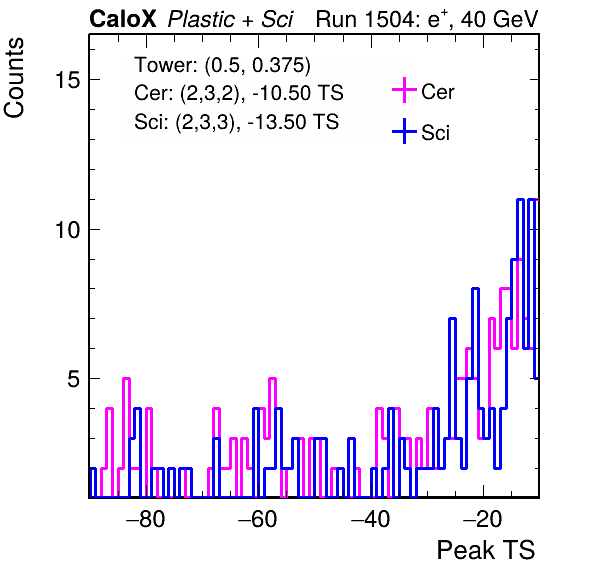 CaloX Plastic + Sci Run 1504: e⁺, 40 GeV
Tower: (0.5, 0.375)
Cer: (2,3,2), -10.50 TS
Sci: (2,3,3), -13.50 TS
Cer
Sci
Counts
15
10
5
−80 −60 −40 −20
Peak TS